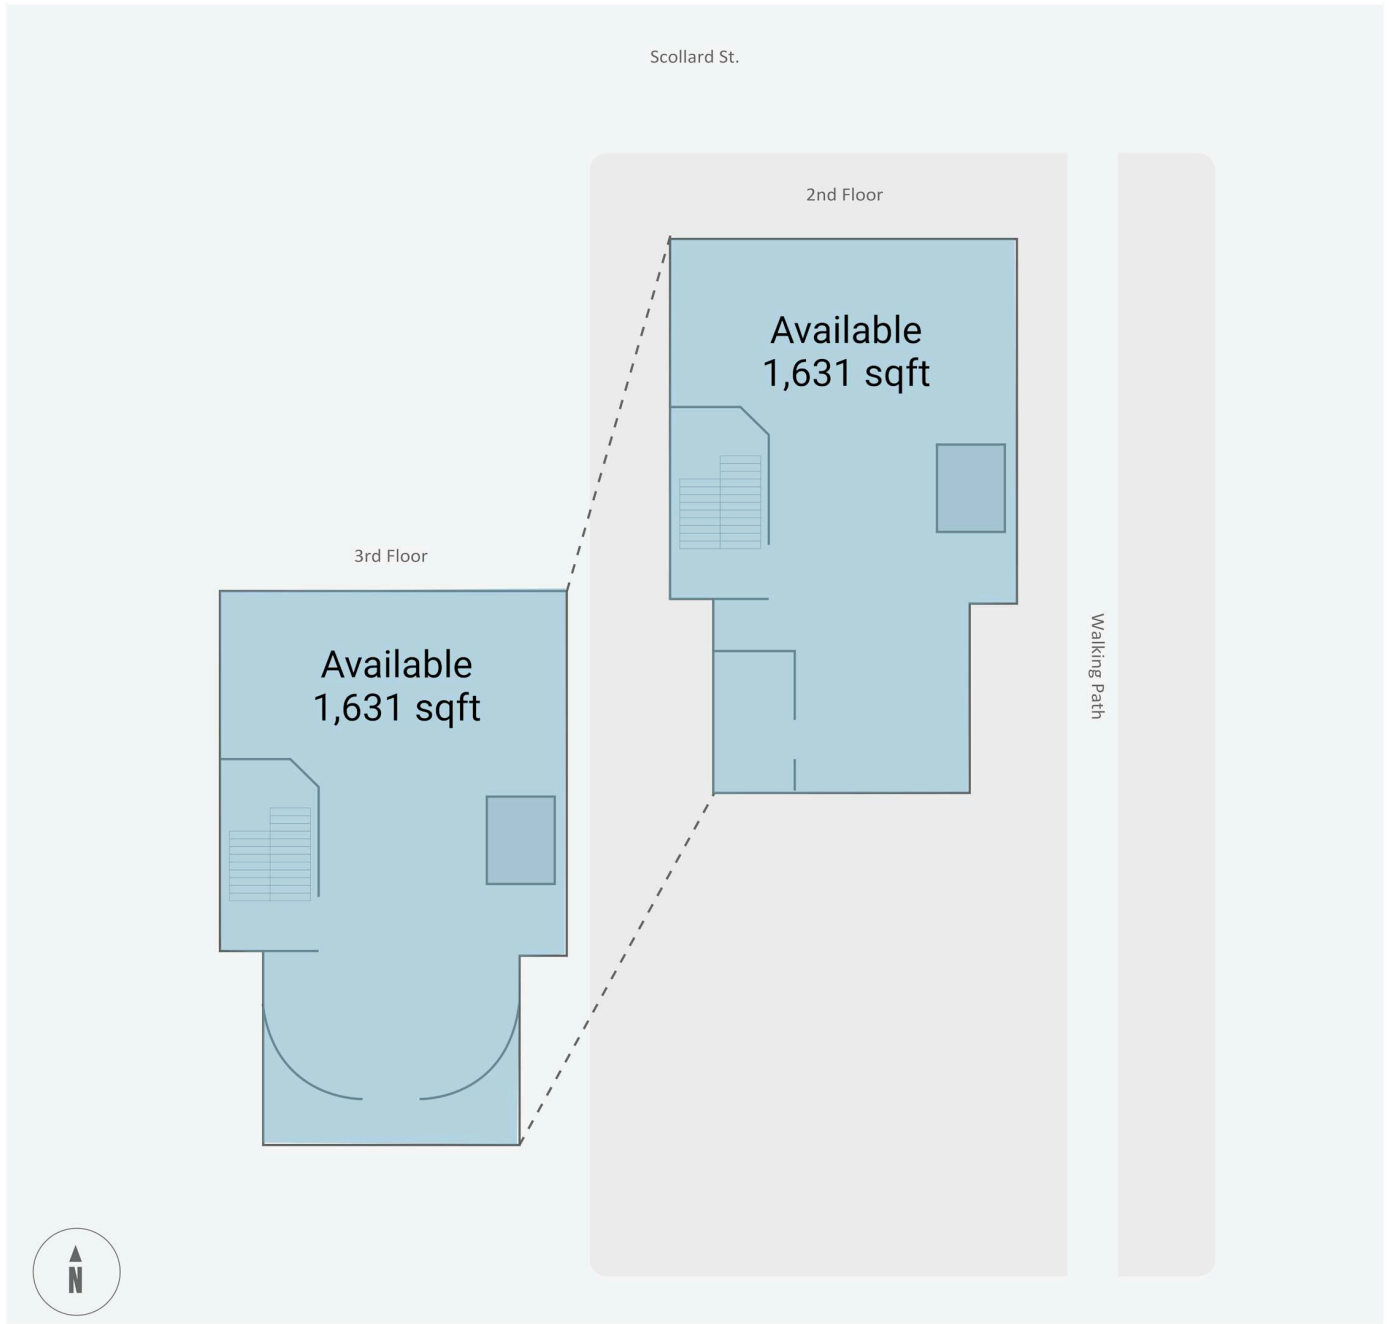 Scollard St.
2nd Floor
Available
1,631 sqft
3rd Floor
Available
1,631 sqft
Walking Path
N